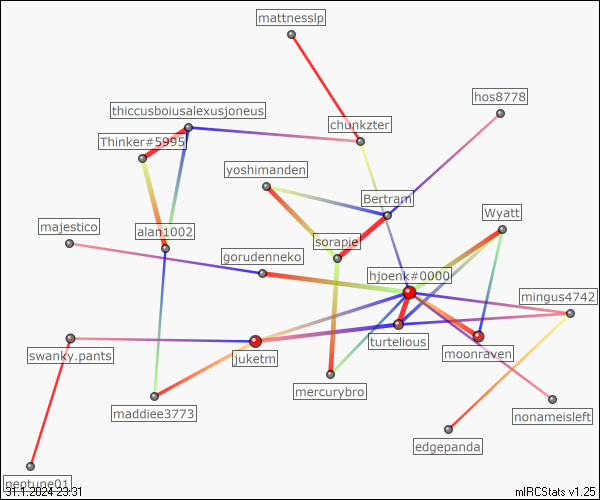 mattnesslp
hos8778
thiccusboiusalexusjoneus
chunkzter
Thinker#5995
yoshimanden
Bertram
Wyatt
majestico
alan1002
sorapie
gorudenneko
hjoenk#0000
mingus4742
turtelious
swanky.pants
juketm
moonraven
mercurybro
maddiee3773
nonameisleft
edgepanda
neptune01
31.1.2024 23:31
mIRCStats v1.25